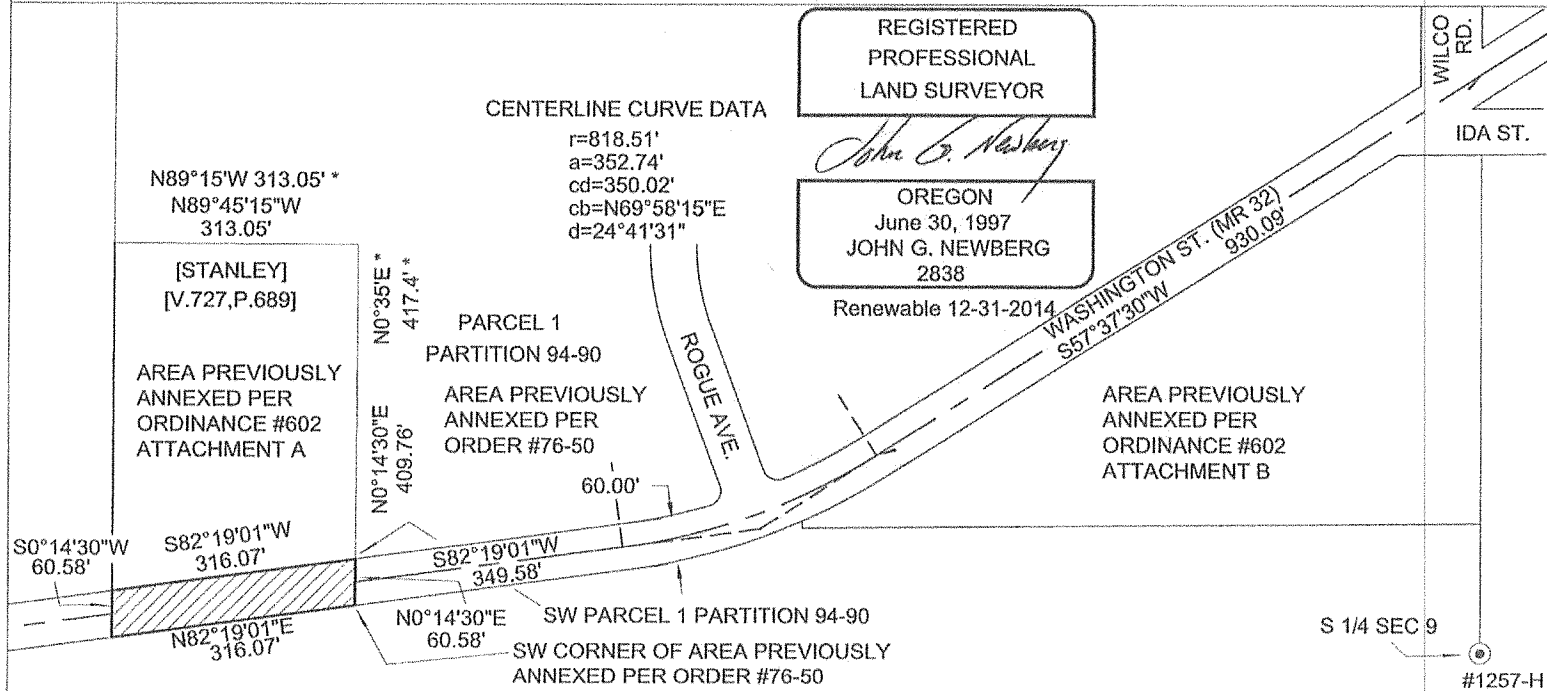 REGISTERED
PROFESSIONAL
LAND SURVEYOR
John G. Newberg
OREGON
June 30, 1997
JOHN G. NEWBERG
2838
Renewable 12-31-2014
WILCO
RD.
IDA ST.
CENTERLINE CURVE DATA
r=818.51'
a=352.74'
cd=350.02'
cb=N69°58'15"E
d=24°41'31"
N89°15'W 313.05' *
N89°45'15"W
313.05'
[STANLEY]
[V.727,P.689]
AREA PREVIOUSLY
ANNEXED PER
ORDINANCE #602
ATTACHMENT A
N0°35'E *
417.4' *
N0°14'30"E
409.76'
PARCEL 1
PARTITION 94-90
AREA PREVIOUSLY
ANNEXED PER
ORDER #76-50
ROGUE AVE.
60.00'
WASHINGTON ST. (MR 32)
930.09'
S57°37'30"W
AREA PREVIOUSLY
ANNEXED PER
ORDINANCE #602
ATTACHMENT B
S0°14'30"W
60.58'
S82°19'01"W
316.07'
S82°19'01"W
349.58'
N82°19'01"E
316.07'
N0°14'30"E
60.58'
SW PARCEL 1 PARTITION 94-90
SW CORNER OF AREA PREVIOUSLY
ANNEXED PER ORDER #76-50
S 1/4 SEC 9
#1257-H